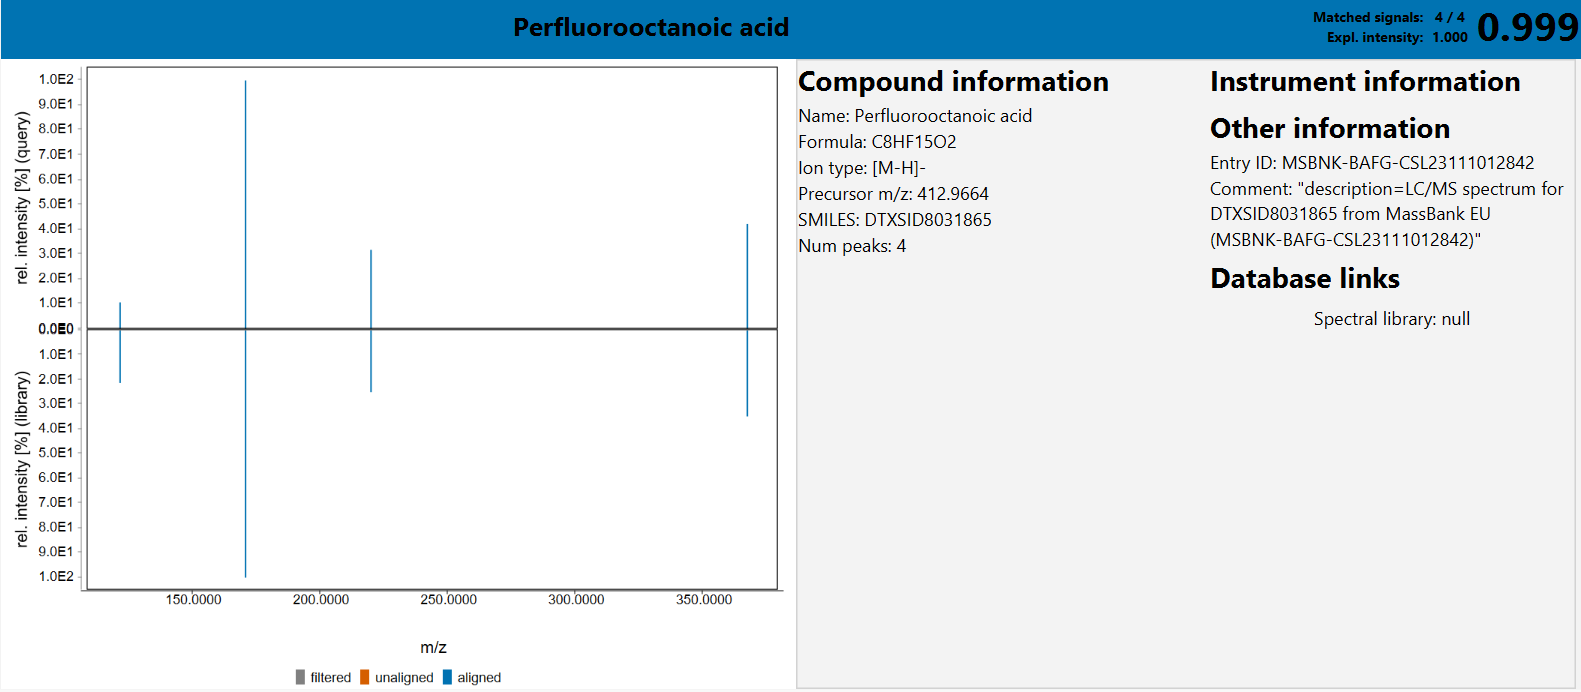 Perfluorooctanoic acid
Matched signals: 4 / 4
Expl. intensity: 1.000
0.999
rel. intensity [%] (query)
1.0E2
9.0E1
8.0E1
7.0E1
6.0E1
5.0E1
4.0E1
3.0E1
2.0E1
1.0E1
0.0E0
rel. intensity [%] (library)
1.0E1
2.0E1
3.0E1
4.0E1
5.0E1
6.0E1
7.0E1
8.0E1
9.0E1
1.0E2
150.0000 200.0000 250.0000 300.0000 350.0000
m/z
filtered unaligned aligned
Compound information
Name: Perfluorooctanoic acid
Formula: C8HF15O2
Ion type: [M-H]-
Precursor m/z: 412.9664
SMILES: DTXSID8031865
Num peaks: 4
Instrument information
Other information
Entry ID: MSBNK-BAFG-CSL23111012842
Comment: "description=LC/MS spectrum for
DTXSID8031865 from MassBank EU
(MSBNK-BAFG-CSL23111012842)"
Database links
Spectral library: null